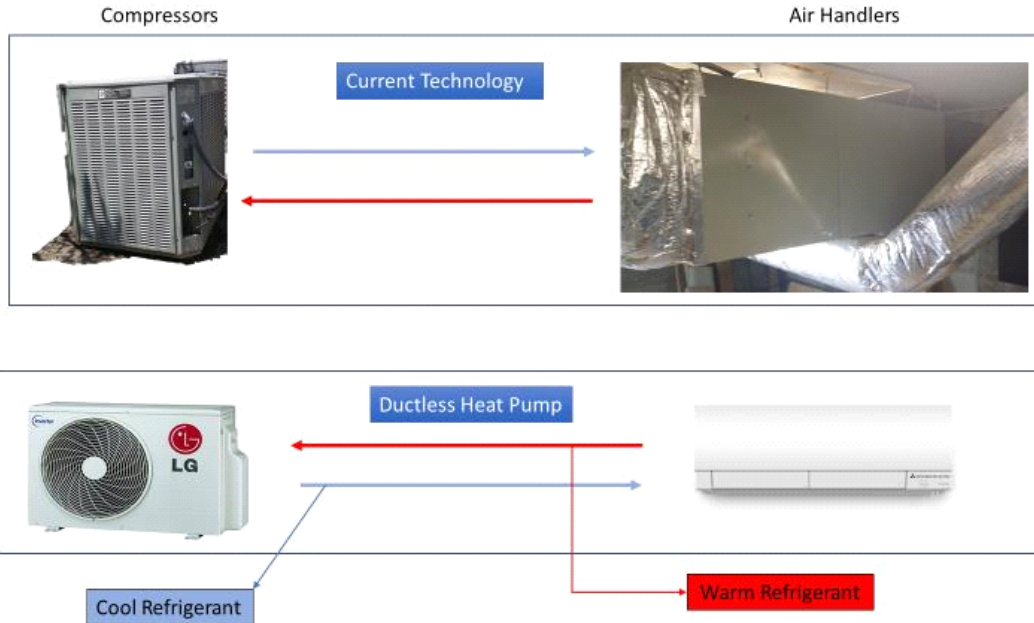 Compressors
Air Handlers
Current Technology
Ductless Heat Pump
LG
Cool Refrigerant
Warm Refrigerant